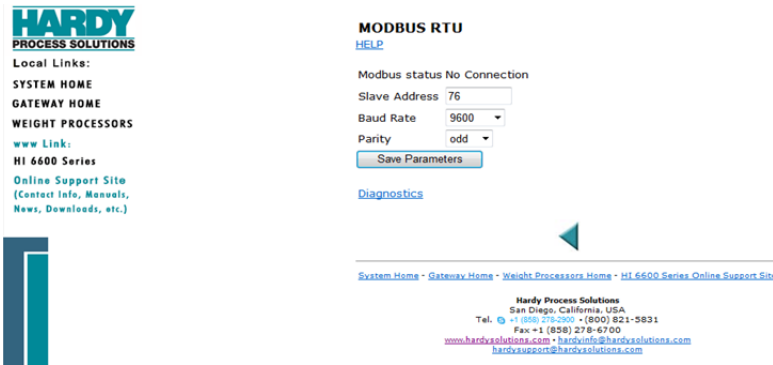 HARDY
PROCESS SOLUTIONS
Local Links:
SYSTEM HOME
GATEWAY HOME
WEIGHT PROCESSORS
www Link:
HI 6600 Series
Online Support Site
(Contact Info, Manuals,
News, Downloads, etc.)
MODBUS RTU
HELP
Modbus status No Connection
Slave Address 76
Baud Rate 9600
Parity odd
Save Parameters
Diagnostics
System Home - Gateway Home - Weight Processors Home - HI 6600 Series Online Support Site
Hardy Process Solutions
San Diego, California, USA
Tel. +1 (858) 278-2900 • (800) 821-5831
Fax +1 (858) 278-6700
www.hardysolutions.com • hardyinfo@hardysolutions.com
hardysupport@hardysolutions.com